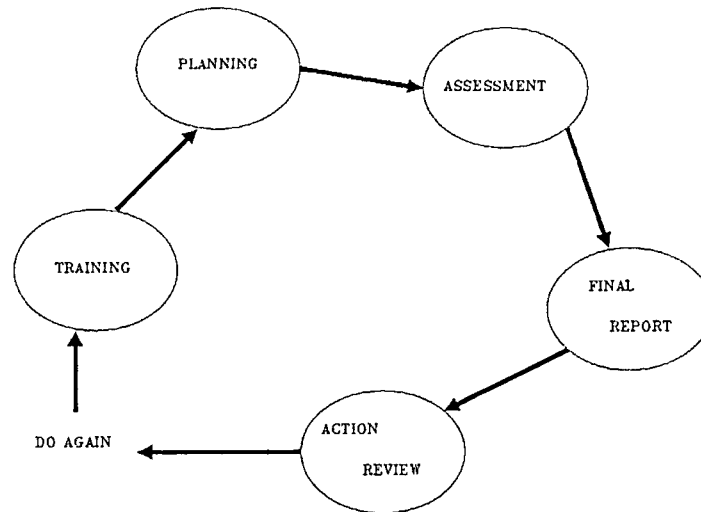 PLANNING
ASSESSMENT
TRAINING
FINAL
REPORT
ACTION
REVIEW
DO AGAIN